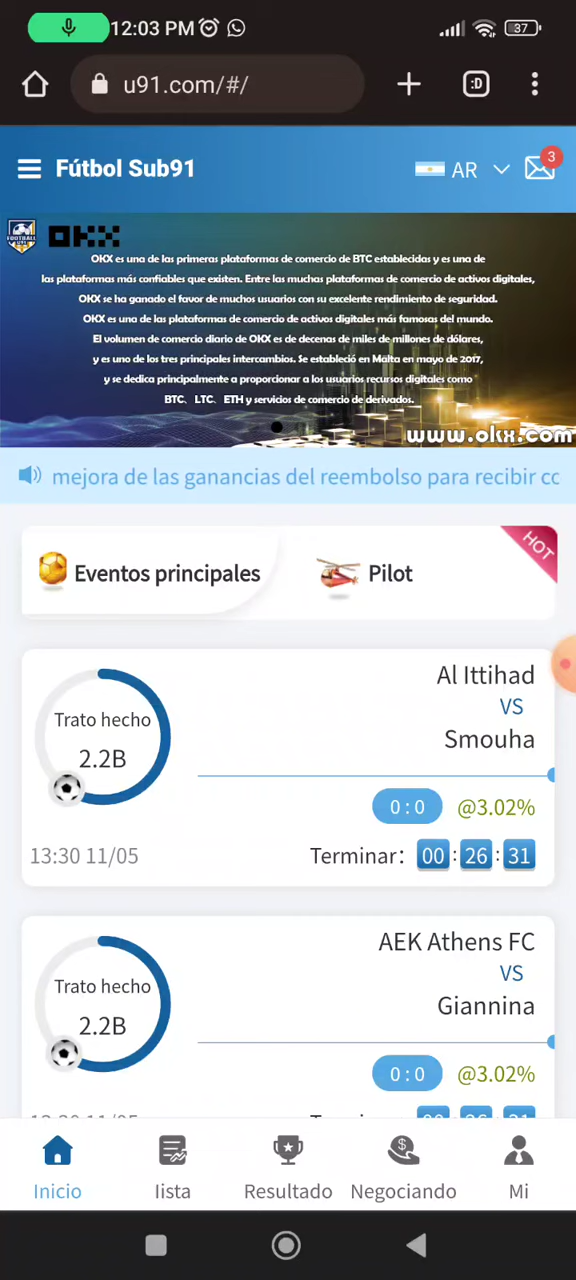 12:03 PM
37
u91.com/#/
:D
Fútbol Sub91
AR
3
FOOTBALL
U91
OKX
OKX es una de las primeras plataformas de comercio de BTC establecidas y es una de
las plataformas más confiables que existen. Entre las muchas plataformas de comercio de activos digitales,
OKX se ha ganado el favor de muchos usuarios con su excelente rendimiento de seguridad.
OKX es una de las plataformas de comercio de activos digitales más famosas del mundo.
El volumen de comercio diario de OKX es de decenas de miles de millones de dólares,
y es uno de los tres principales intercambios. Se estableció en Malta en mayo de 2017,
y se dedica principalmente a proporcionar a los usuarios recursos digitales como
BTC、LTC、ETH y servicios de comercio de derivados.
www.okx.com
mejora de las ganancias del reembolso para recibir cc
Eventos principales
Pilot
HOT
Al Ittihad
VS
Smouha
Trato hecho
2.2B
0 : 0 @3.02%
13:30 11/05
Terminar: 00 : 26 : 31
AEK Athens FC
VS
Giannina
Trato hecho
2.2B
0 : 0 @3.02%
Inicio
lista
Resultado
Negociando
Mi